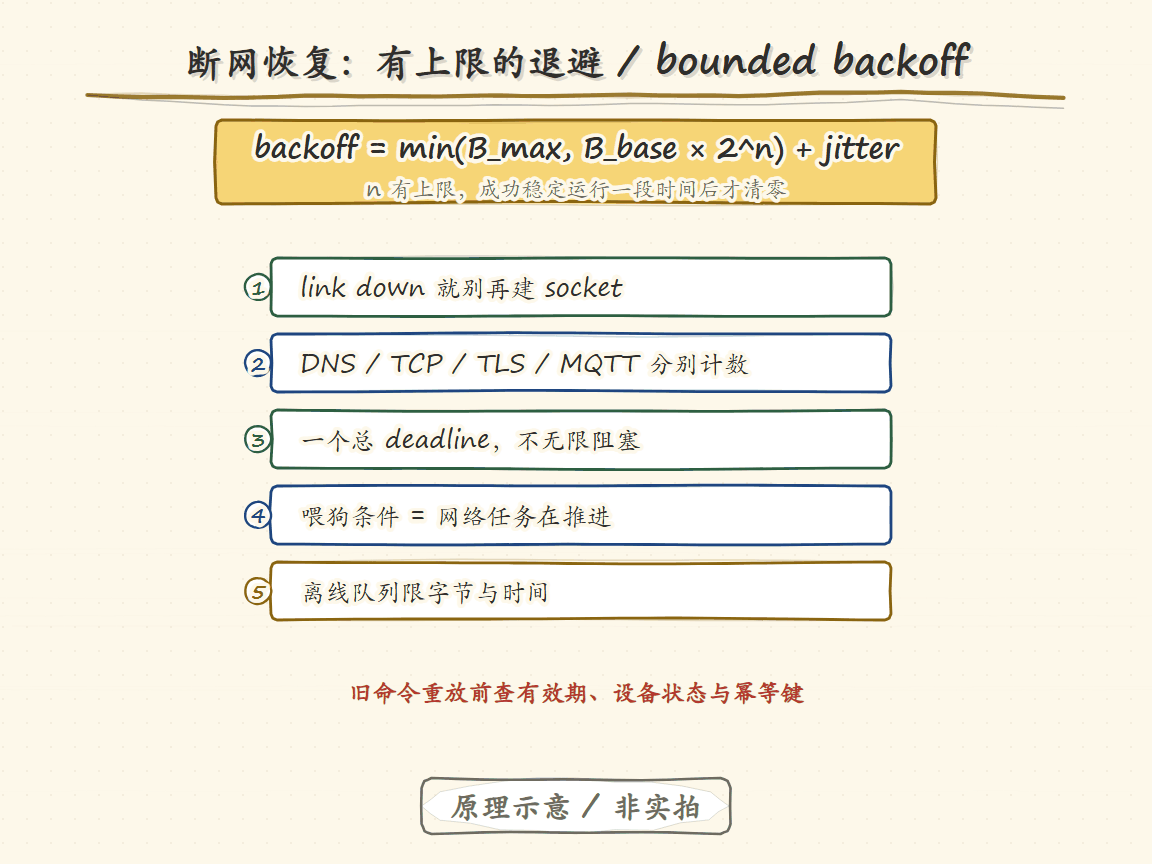 断网恢复：有上限的退避 / bounded backoff
backoff = min(B_max, B_base × 2^n) + jitter
n 有上限，成功稳定运行一段时间后才清零
① link down 就别再建 socket
② DNS / TCP / TLS / MQTT 分别计数
③ 一个总 deadline，不无限阻塞
④ 喂狗条件 = 网络任务在推进
⑤ 离线队列限字节与时间
旧命令重放前查有效期、设备状态与幂等键
原理示意 / 非实拍